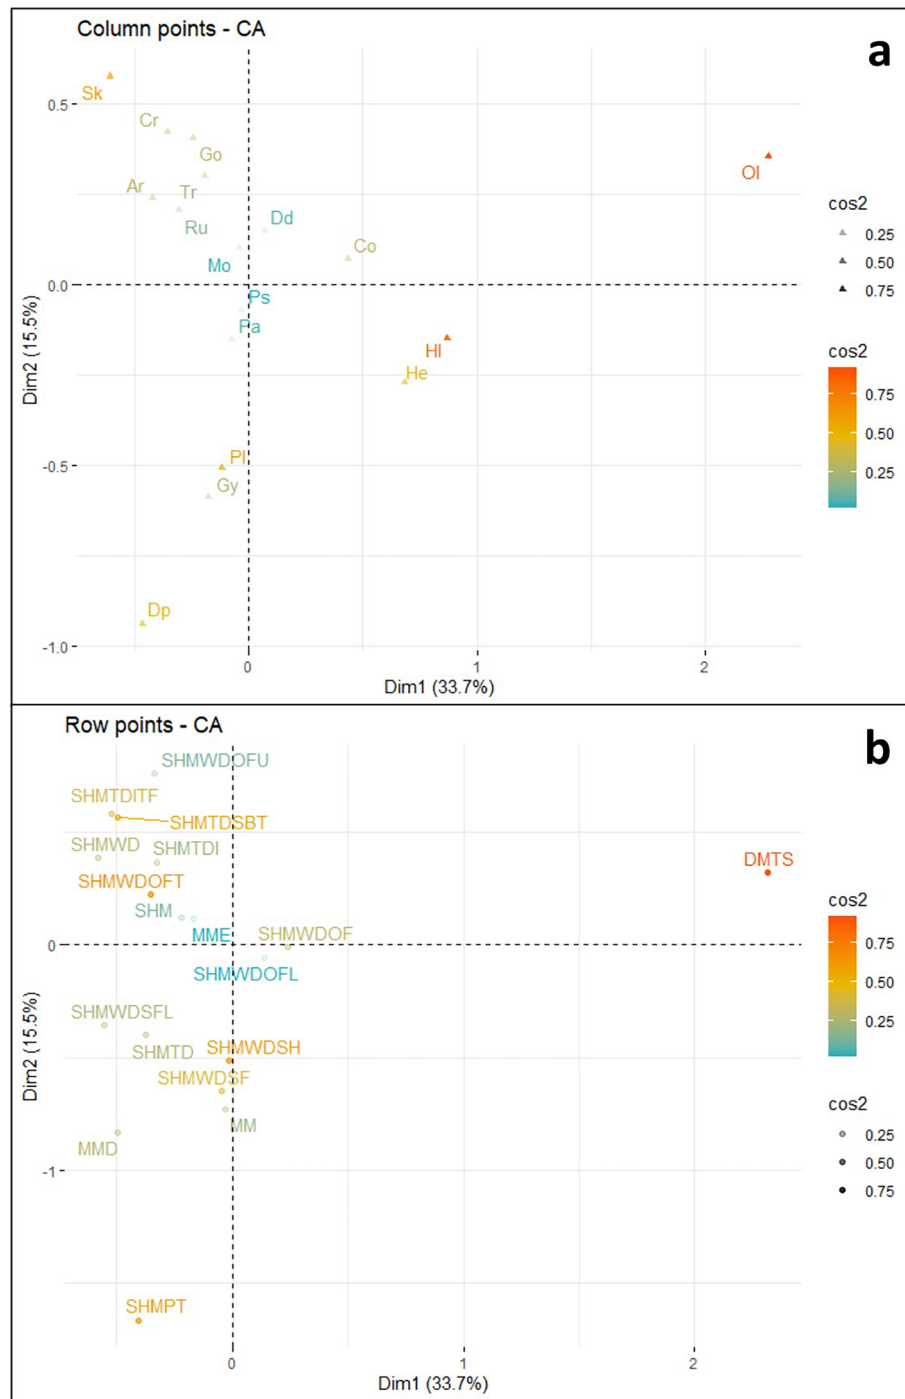 Column points - CA
a
Sk
Cr
Go
Ar
Tr
Ru
Dd
Mo
Co
Ol
Ps
Pa
Hl
He
Pl
Gy
Dp
0.5
0.0
-0.5
-1.0
0
1
2
Dim2 (15.5%)
Dim1 (33.7%)
cos2
0.25
0.50
0.75
cos2
0.75
0.50
0.25
Row points - CA
b
SHMWDOFU
SHMTDITF
SHMTDSBT
SHMWD
SHMTDI
SHMWDOFT
SHM
MME
SHMWDOF
SHMWDOFL
DMTS
SHMWDSFL
SHMTD
SHMWDSH
SHMWDSF
MM
MMD
SHMPT
0
-1
0
1
2
Dim2 (15.5%)
Dim1 (33.7%)
cos2
0.75
0.50
0.25
cos2
0.25
0.50
0.75